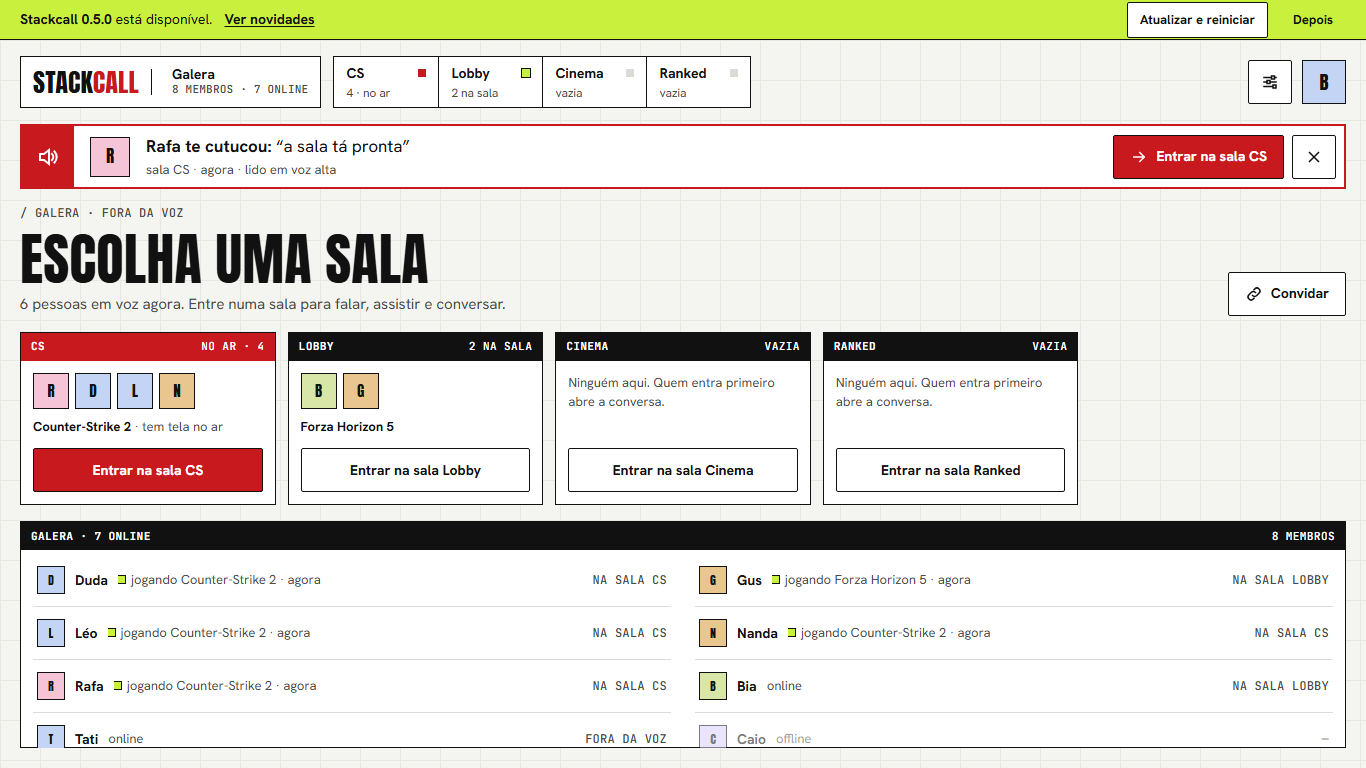 Stackcall 0.5.0 está disponível. Ver novidades
Atualizar e reiniciar
Depois
STACKCALL
Galera
8 MEMBROS · 7 ONLINE
CS
4 · no ar
Lobby
2 na sala
Cinema
vazia
Ranked
vazia
B
R
Rafa te cutucou: “a sala tá pronta”
sala CS · agora · lido em voz alta
→ Entrar na sala CS
/ GALERA · FORA DA VOZ
ESCOLHA UMA SALA
6 pessoas em voz agora. Entre numa sala para falar, assistir e conversar.
Convidar
CS NO AR · 4
R D L N
Counter-Strike 2 · tem tela no ar
Entrar na sala CS
LOBBY 2 NA SALA
B G
Forza Horizon 5
Entrar na sala Lobby
CINEMA VAZIA
Ninguém aqui. Quem entra primeiro
abre a conversa.
Entrar na sala Cinema
RANKED VAZIA
Ninguém aqui. Quem entra primeiro
abre a conversa.
Entrar na sala Ranked
GALERA · 7 ONLINE 8 MEMBROS
D Duda jogando Counter-Strike 2 · agora NA SALA CS
G Gus jogando Forza Horizon 5 · agora NA SALA LOBBY
L Léo jogando Counter-Strike 2 · agora NA SALA CS
N Nanda jogando Counter-Strike 2 · agora NA SALA CS
R Rafa jogando Counter-Strike 2 · agora NA SALA CS
B Bia online NA SALA LOBBY
T Tati online FORA DA VOZ
C Caio offline —